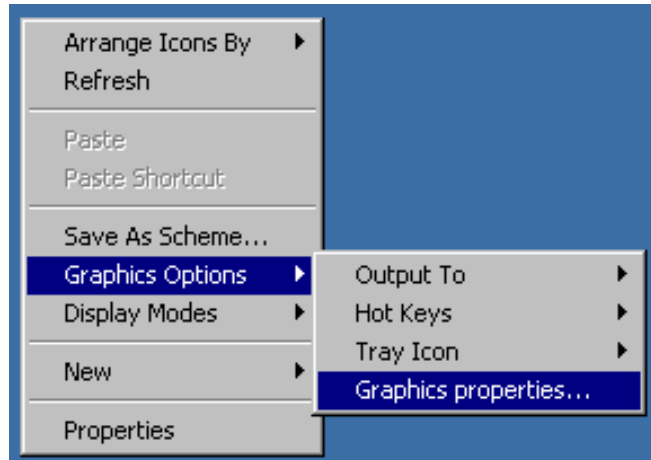 Arrange Icons By
Refresh
Paste
Paste Shortcut
Save As Scheme...
Graphics Options
Display Modes
New
Properties
Output To
Hot Keys
Tray Icon
Graphics properties...